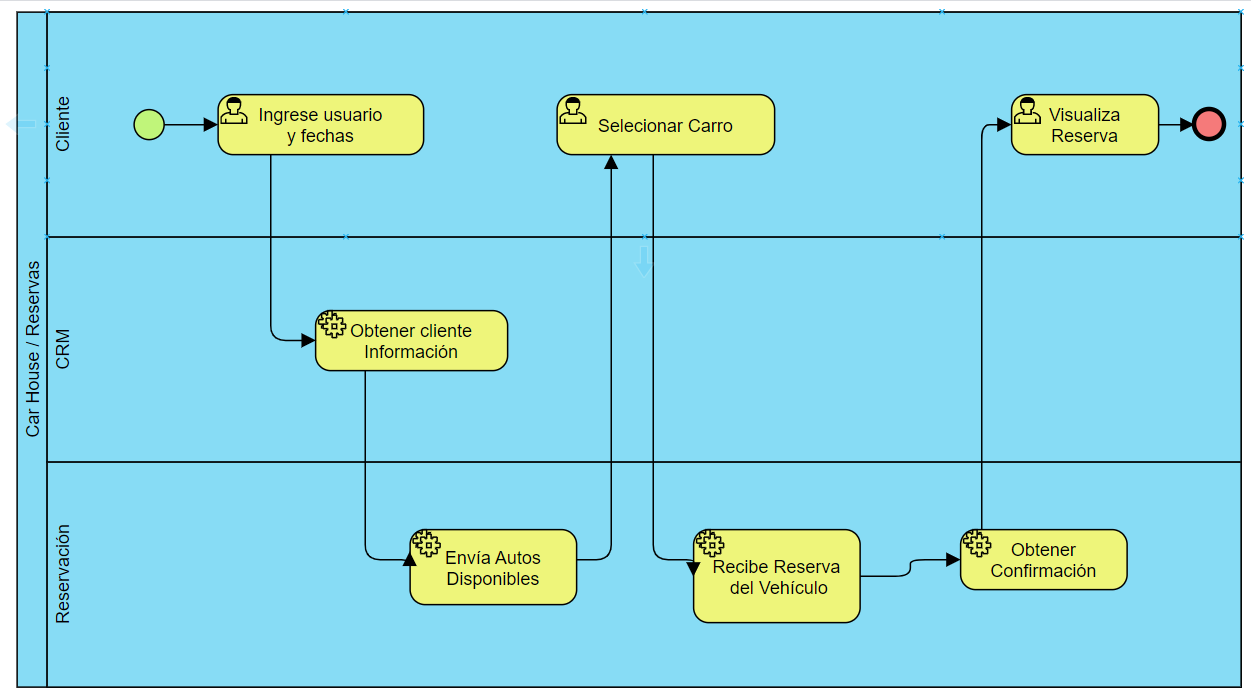 Car House / Reservas
Cliente
Ingrese usuario
y fechas
Selecionar Carro
Visualiza
Reserva
CRM
Obtener cliente
Información
Reservación
Envía Autos
Disponibles
Recibe Reserva
del Vehículo
Obtener
Confirmación